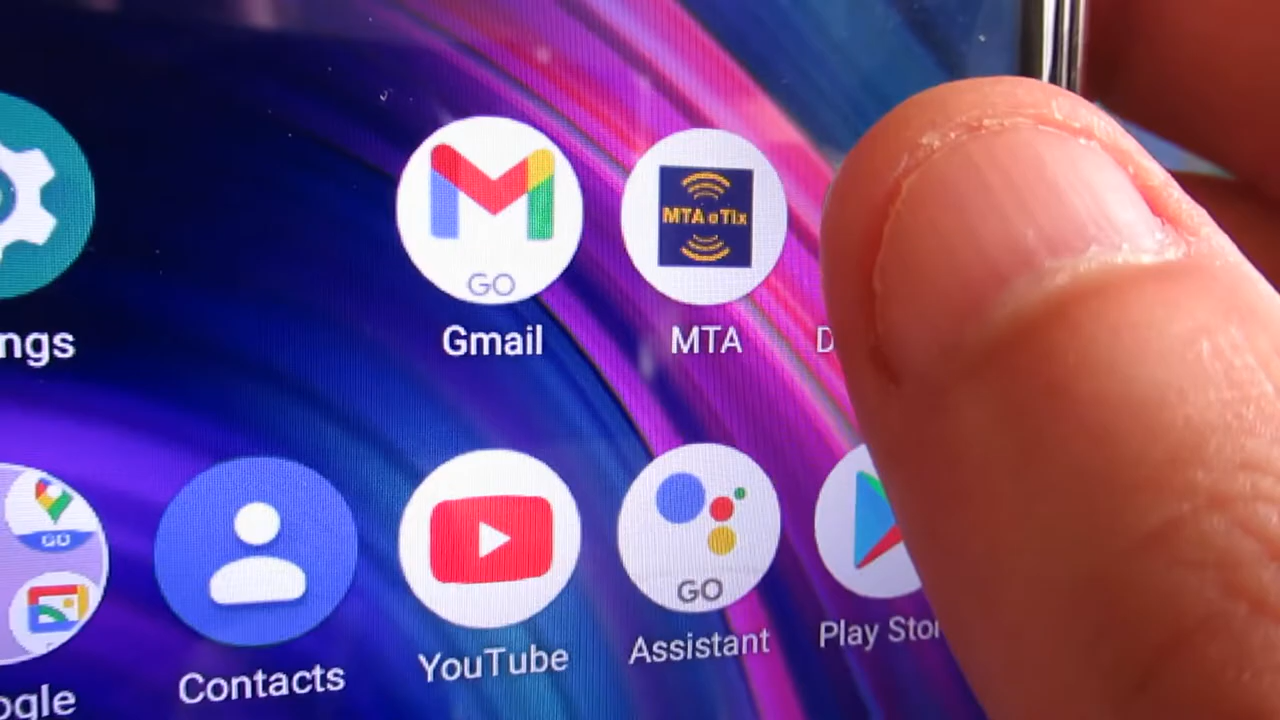 MTA eTix
GO
ngs
Gmail
MTA
D
GO
GO
Play Stor
Assistant
YouTube
Contacts
ogle